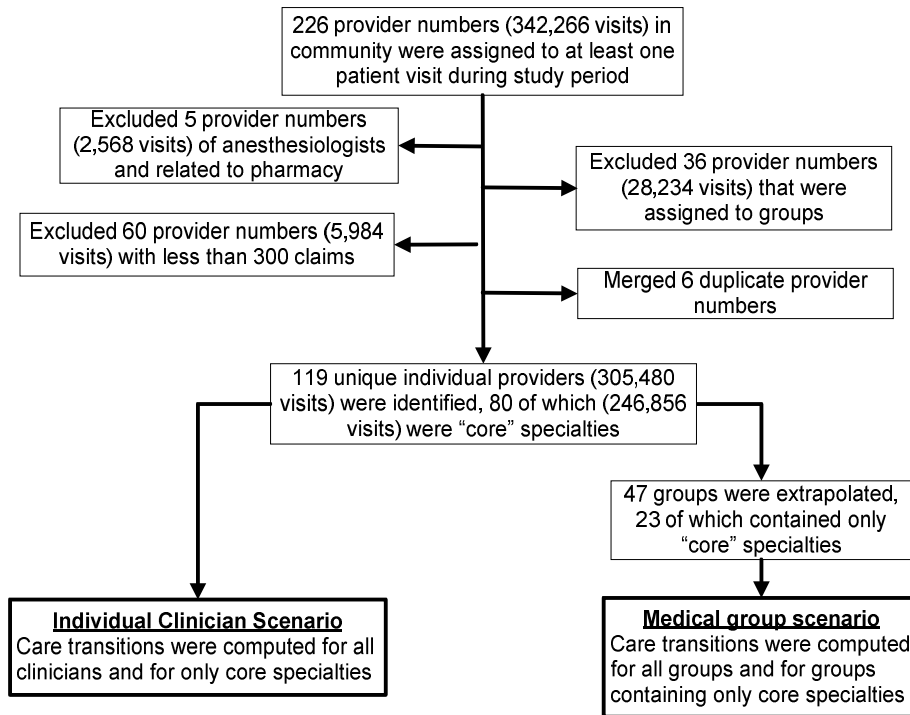 226 provider numbers (342,266 visits) in
community were assigned to at least one
patient visit during study period
Excluded 5 provider numbers
(2,568 visits) of anesthesiologists
and related to pharmacy
Excluded 36 provider numbers
(28,234 visits) that were
assigned to groups
Excluded 60 provider numbers (5,984
visits) with less than 300 claims
Merged 6 duplicate provider
numbers
119 unique individual providers (305,480
visits) were identified, 80 of which (246,856
visits) were “core” specialties
47 groups were extrapolated,
23 of which contained only
“core” specialties
Individual Clinician Scenario
Care transitions were computed for all
clinicians and for only core specialties
Medical group scenario
Care transitions were computed
for all groups and for groups
containing only core specialties